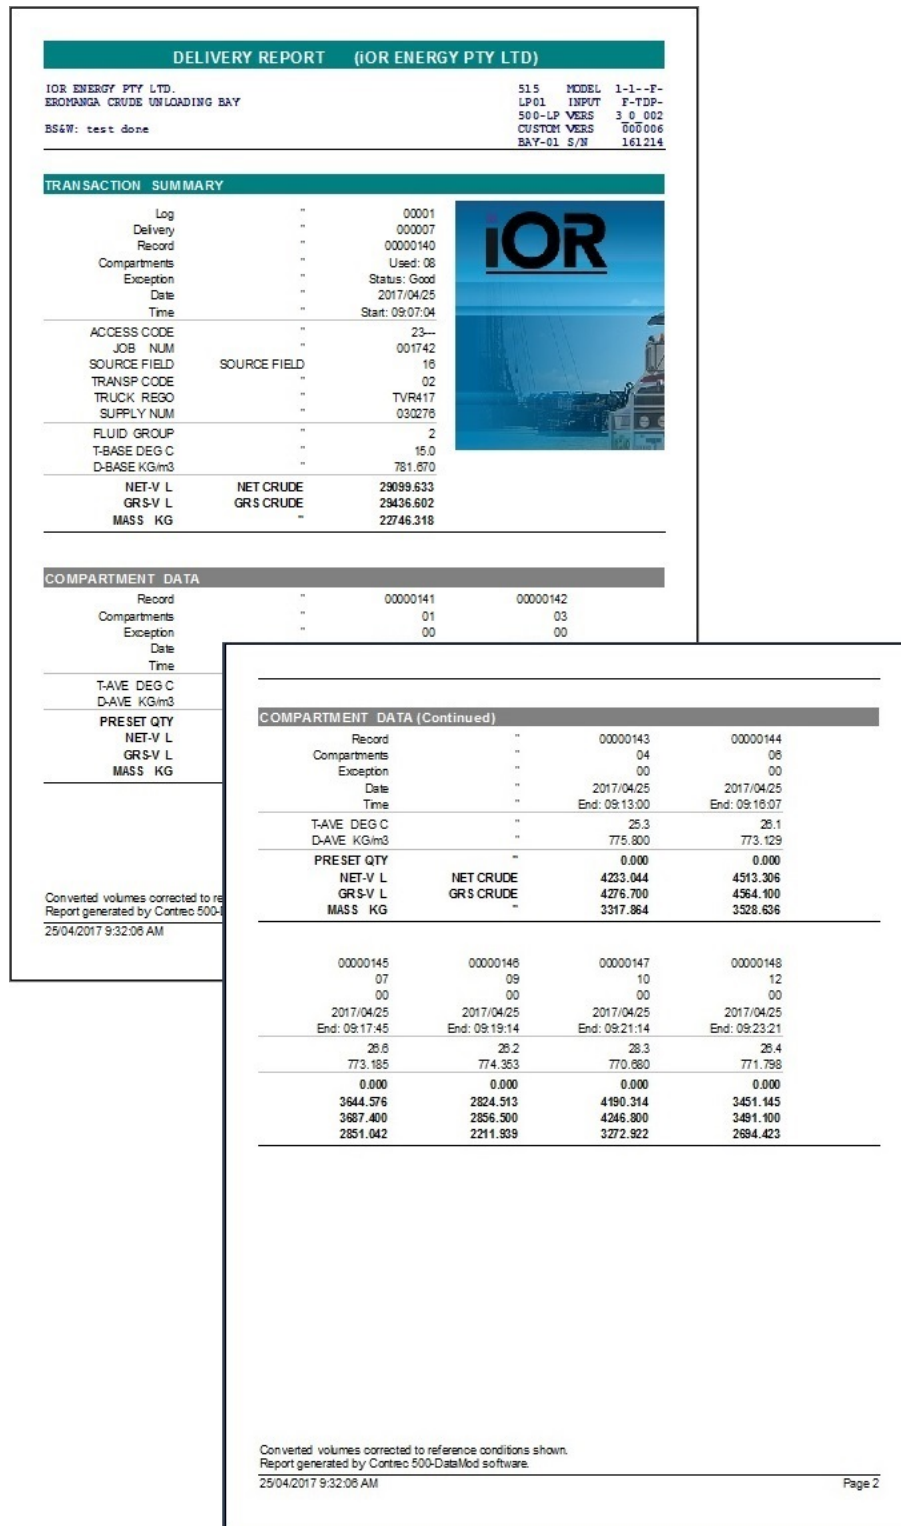 DELIVERY REPORT (iOR ENERGY PTY LTD)
IOR ENERGY PTY LTD. 515 MODEL 1-1--F-
EROMANGA CRUDE UNLOADING BAY LP01 INPUT F-TDP-
500-LP VERS 3_0_002
BS&W: test done CUSTOM VERS 000006
BAY-01 S/N 161214
TRANSACTION SUMMARY
Log " 00001
Delivery " 000007
Record " 00000140
Compartments " Used: 08
Exception " Status: Good
Date " 2017/04/25
Time " Start: 09:07:04
ACCESS CODE " 23---
JOB NUM " 001742
SOURCE FIELD SOURCE FIELD 16
TRANSP CODE " 02
TRUCK REGO " TVR417
SUPPLY NUM " 030276
FLUID GROUP " 2
T-BASE DEG C " 15.0
D-BASE KG/m3 " 781.670
NET-V L NET CRUDE 29099.633
GRS-V L GRS CRUDE 29436.602
MASS KG " 22746.318
iOR
COMPARTMENT DATA
Record " 00000141 00000142
Compartments " 01 03
Exception " 00 00
Date
Time
T-AVE DEG C
D-AVE KG/m3
PRESET QTY
NET-V L
GRS-V L
MASS KG
Converted volumes corrected to re
Report generated by Contrec 500-
25/04/2017 9:32:06 AM
COMPARTMENT DATA (Continued)
Record " 00000143 00000144
Compartments " 04 06
Exception " 00 00
Date " 2017/04/25 2017/04/25
Time " End: 09:13:00 End: 09:16:07
T-AVE DEG C " 25.3 26.1
D-AVE KG/m3 " 775.800 773.129
PRESET QTY " 0.000 0.000
NET-V L NET CRUDE 4233.044 4513.306
GRS-V L GRS CRUDE 4276.700 4564.100
MASS KG " 3317.864 3528.636
00000145 00000146 00000147 00000148
07 09 10 12
00 00 00 00
2017/04/25 2017/04/25 2017/04/25 2017/04/25
End: 09:17:45 End: 09:19:14 End: 09:21:14 End: 09:23:21
26.6 26.2 28.3 26.4
773.185 774.353 770.680 771.798
0.000 0.000 0.000 0.000
3644.576 2824.513 4190.314 3451.145
3687.400 2856.500 4246.800 3491.100
2851.042 2211.939 3272.922 2694.423
Converted volumes corrected to reference conditions shown.
Report generated by Contrec 500-DataMod software.
25/04/2017 9:32:06 AM Page 2